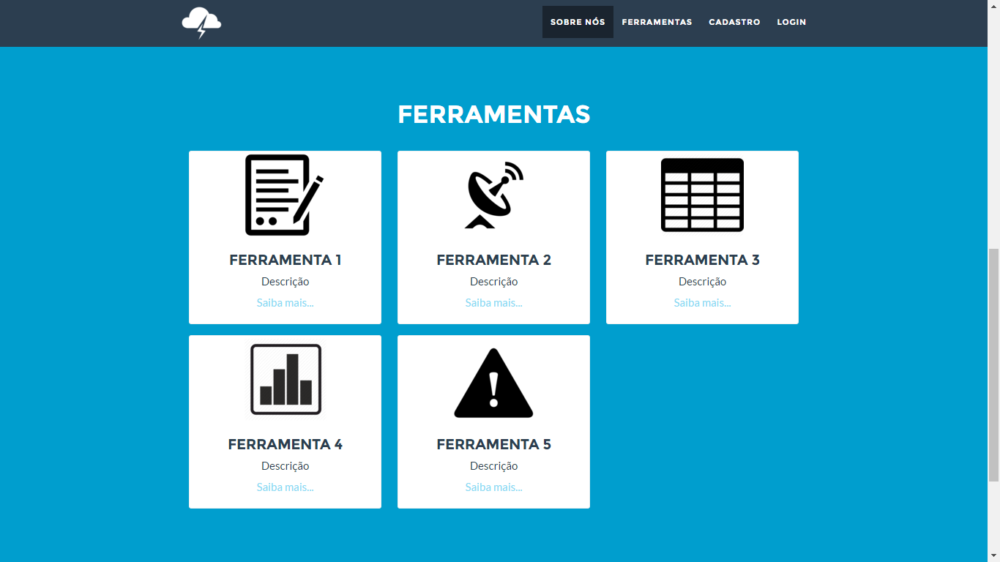 SOBRE NÓS FERRAMENTAS CADASTRO LOGIN
FERRAMENTAS
FERRAMENTA 1
Descrição
Saiba mais...
FERRAMENTA 2
Descrição
Saiba mais...
FERRAMENTA 3
Descrição
Saiba mais...
FERRAMENTA 4
Descrição
Saiba mais...
FERRAMENTA 5
Descrição
Saiba mais...